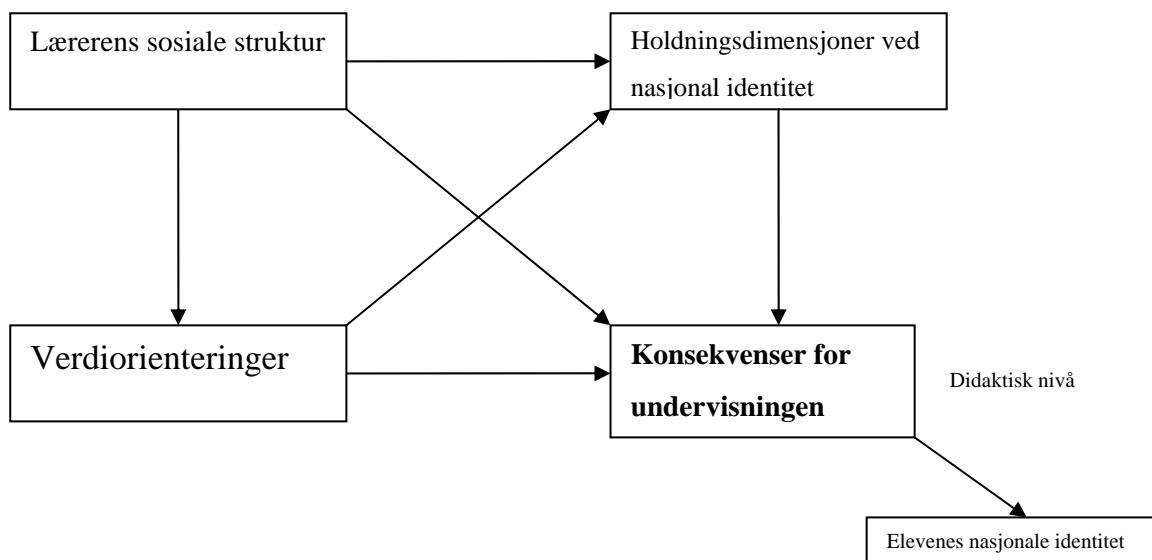 Lærerens sosiale struktur
Holdningsdimensjoner ved
nasjonal identitet
Verdiorienteringer
Konsekvenser for
undervisningen
Didaktisk nivå
Elevenes nasjonale identitet